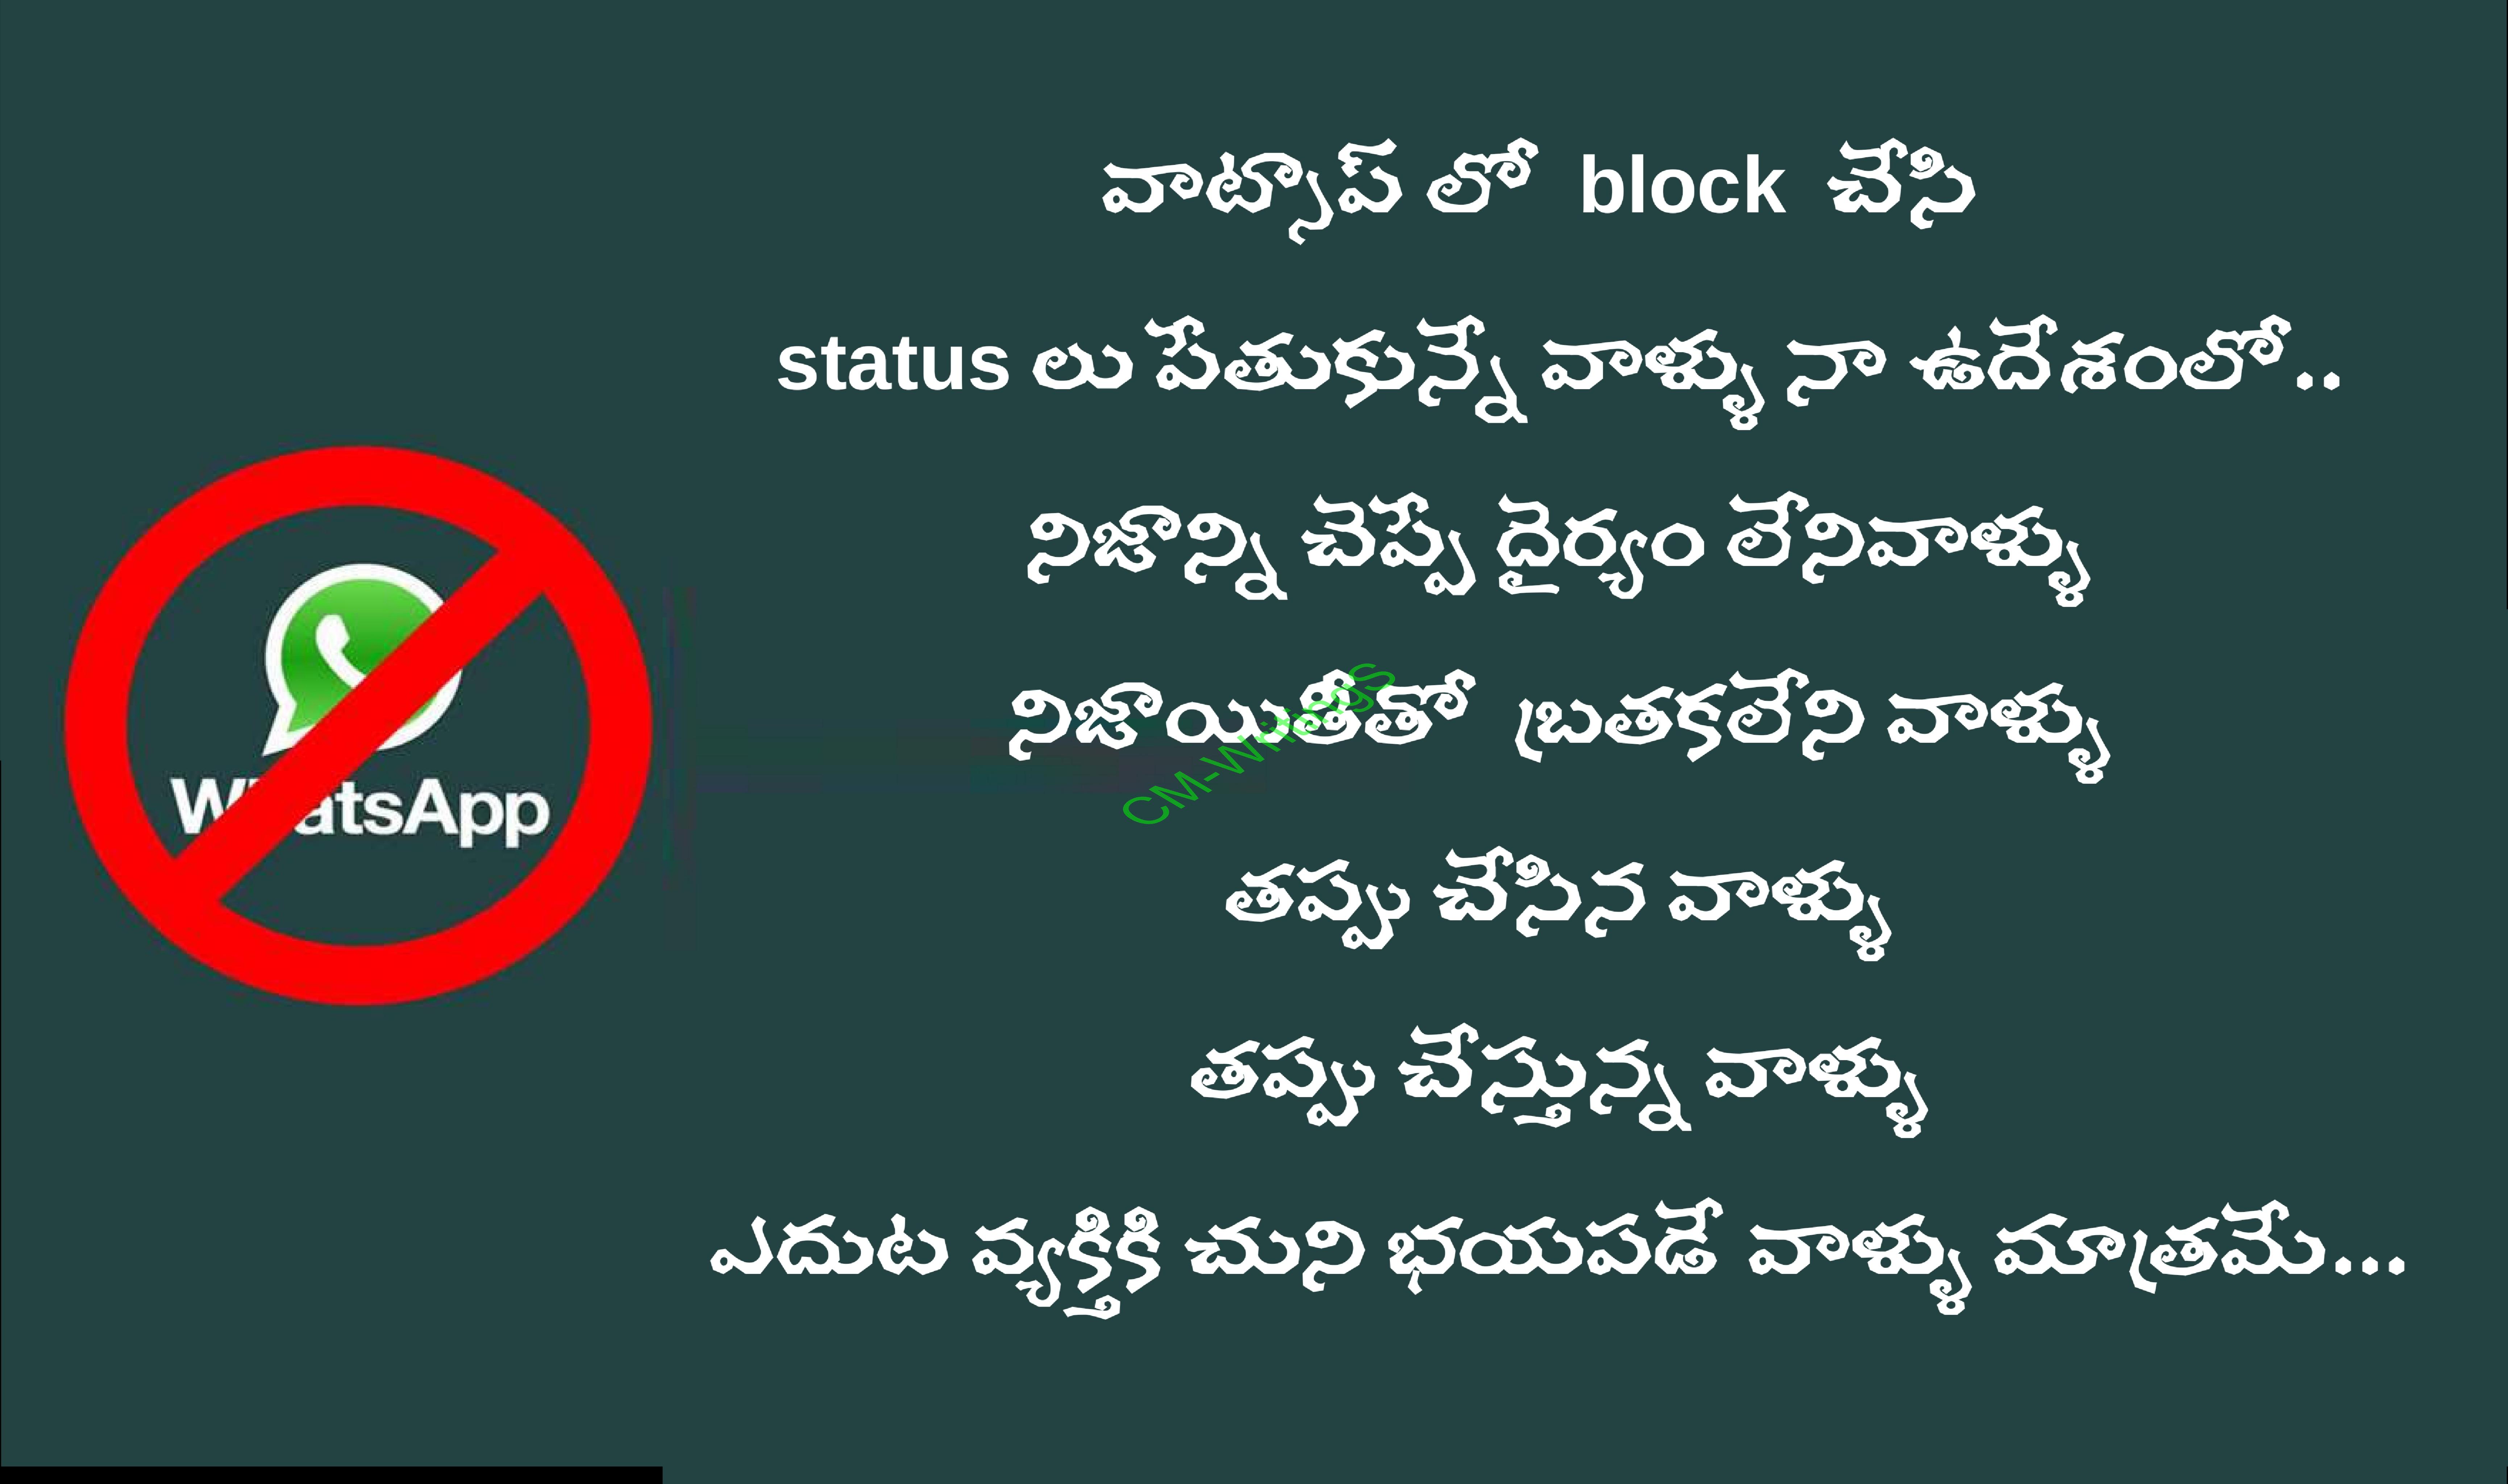 వాట్సాప్ లో block చేసి
status లు పేతుకున్నే వాళ్ళు నా ఉదేశంలో..
నిజాన్ని చెప్పే ధైర్యం లేనివాళ్ళు
నిజాయితీతో బ్రతకలేని వాళ్ళు
తప్పు చేసిన వాళ్ళు
తప్పు చేస్తున్న వాళ్ళు
ఎదుట వ్యక్తికి చుని భయపడే వాళ్ళు మాత్రమే...
WhatsApp
CM-WritingS